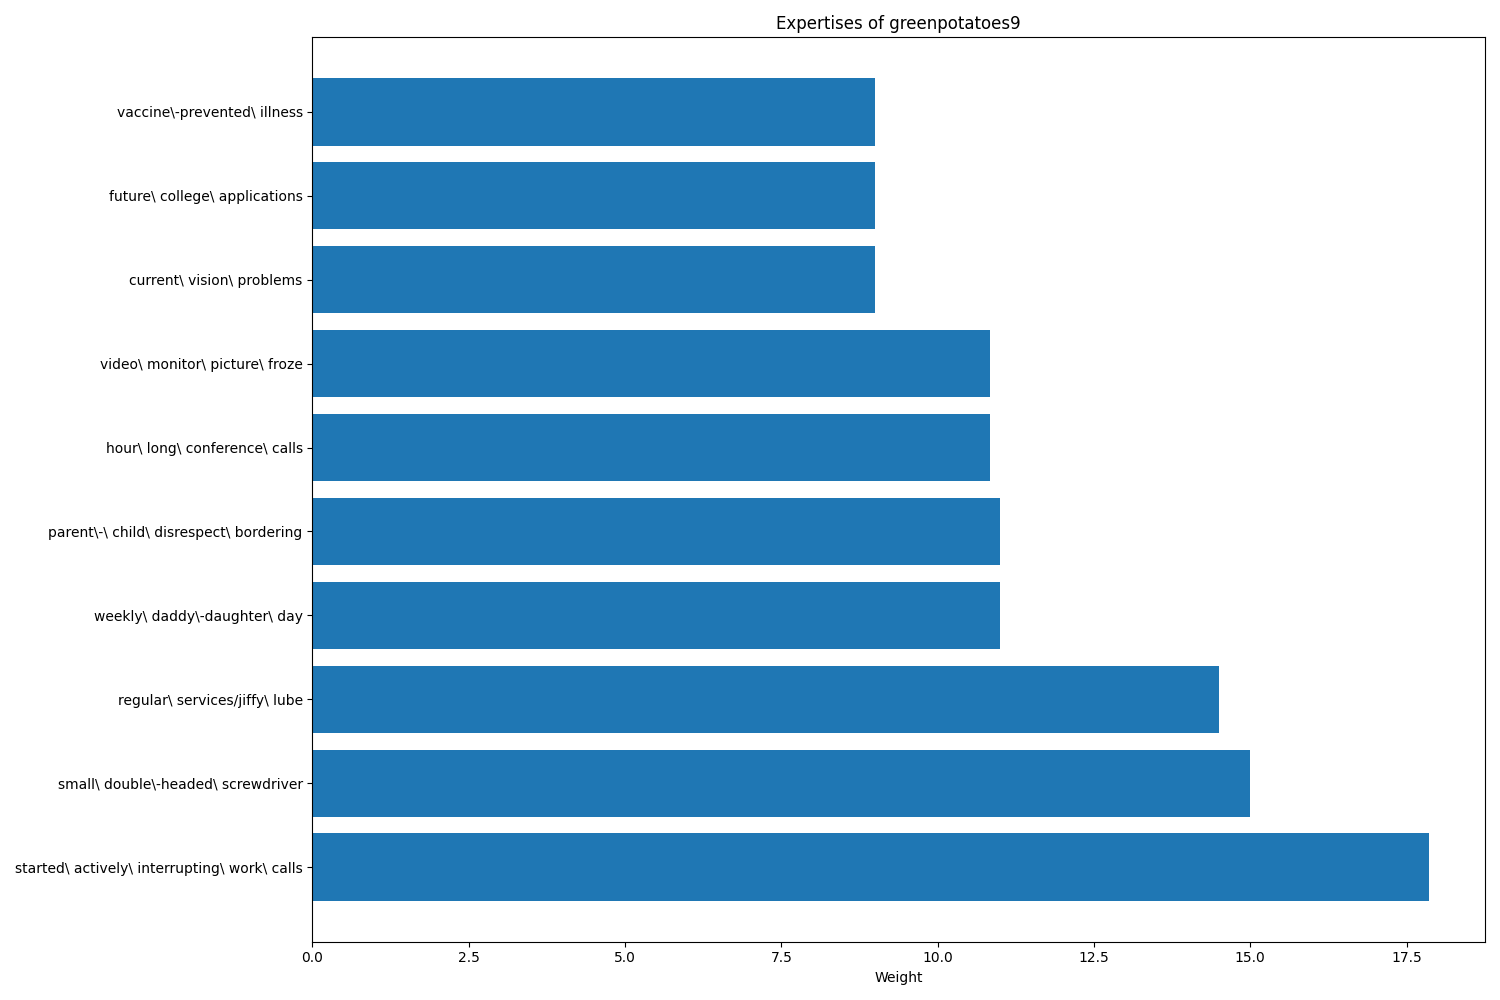 Expertises of greenpotatoes9
vaccine\-prevented\ illness
future\ college\ applications
current\ vision\ problems
video\ monitor\ picture\ froze
hour\ long\ conference\ calls
parent\-\ child\ disrespect\ bordering
weekly\ daddy\-daughter\ day
regular\ services/jiffy\ lube
small\ double\-headed\ screwdriver
started\ actively\ interrupting\ work\ calls
0.0 2.5 5.0 7.5 10.0 12.5 15.0 17.5
Weight